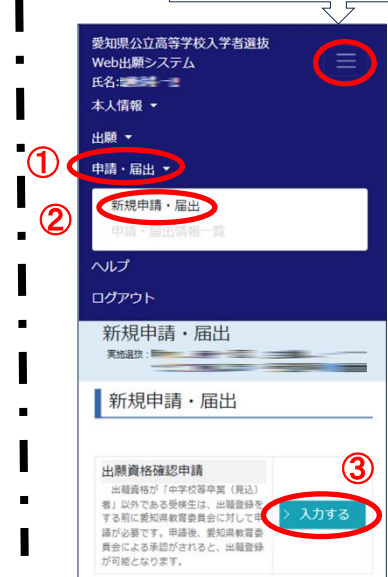 愛知県公立高等学校入学者選抜
Web出願システム
氏名:
本人情報 ▼
出願 ▼
① 申請・届出 ▼
② 新規申請・届出
申請・届出情報一覧
ヘルプ
ログアウト
新規申請・届出
実施選抜:
新規申請・届出
③
出願資格確認申請
出願資格が「中学校等卒業(見込)
者」以外である受検生は、出願登録を
する前に愛知県教育委員会に対して申
請が必要です。申請後、愛知県教育委
員会による承認がされると、出願登録
が可能となります。
> 入力する